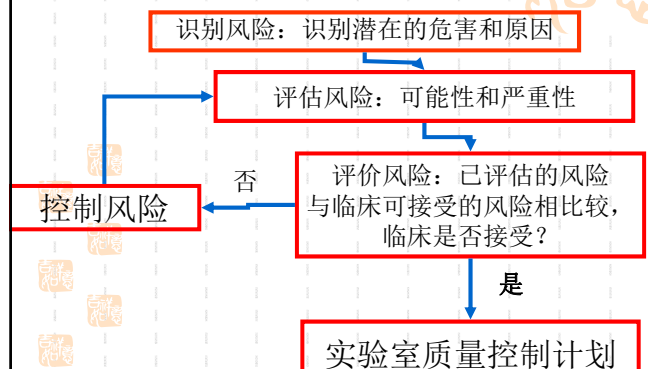 识别风险：识别潜在的危害和原因
评估风险：可能性和严重性
否
评价风险：已评估的风险
与临床可接受的风险相比较，
临床是否接受？
控制风险
是
实验室质量控制计划